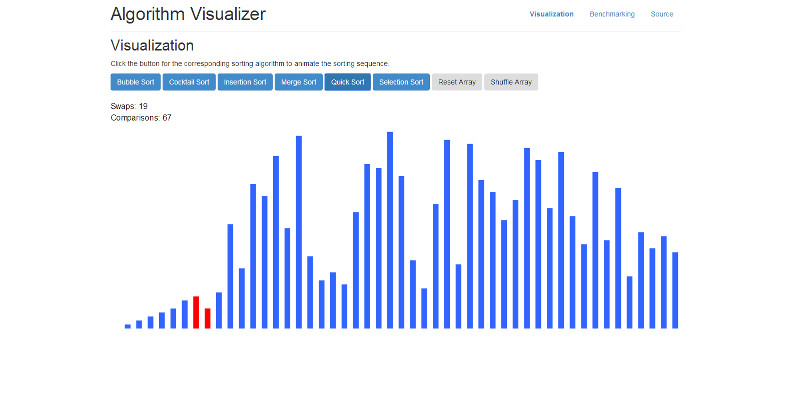 Algorithm Visualizer
Visualization Benchmarking Source
Visualization
Click the button for the corresponding sorting algorithm to animate the sorting sequence.
Bubble Sort Cocktail Sort Insertion Sort Merge Sort Quick Sort Selection Sort Reset Array Shuffle Array
Swaps: 19
Comparisons: 67